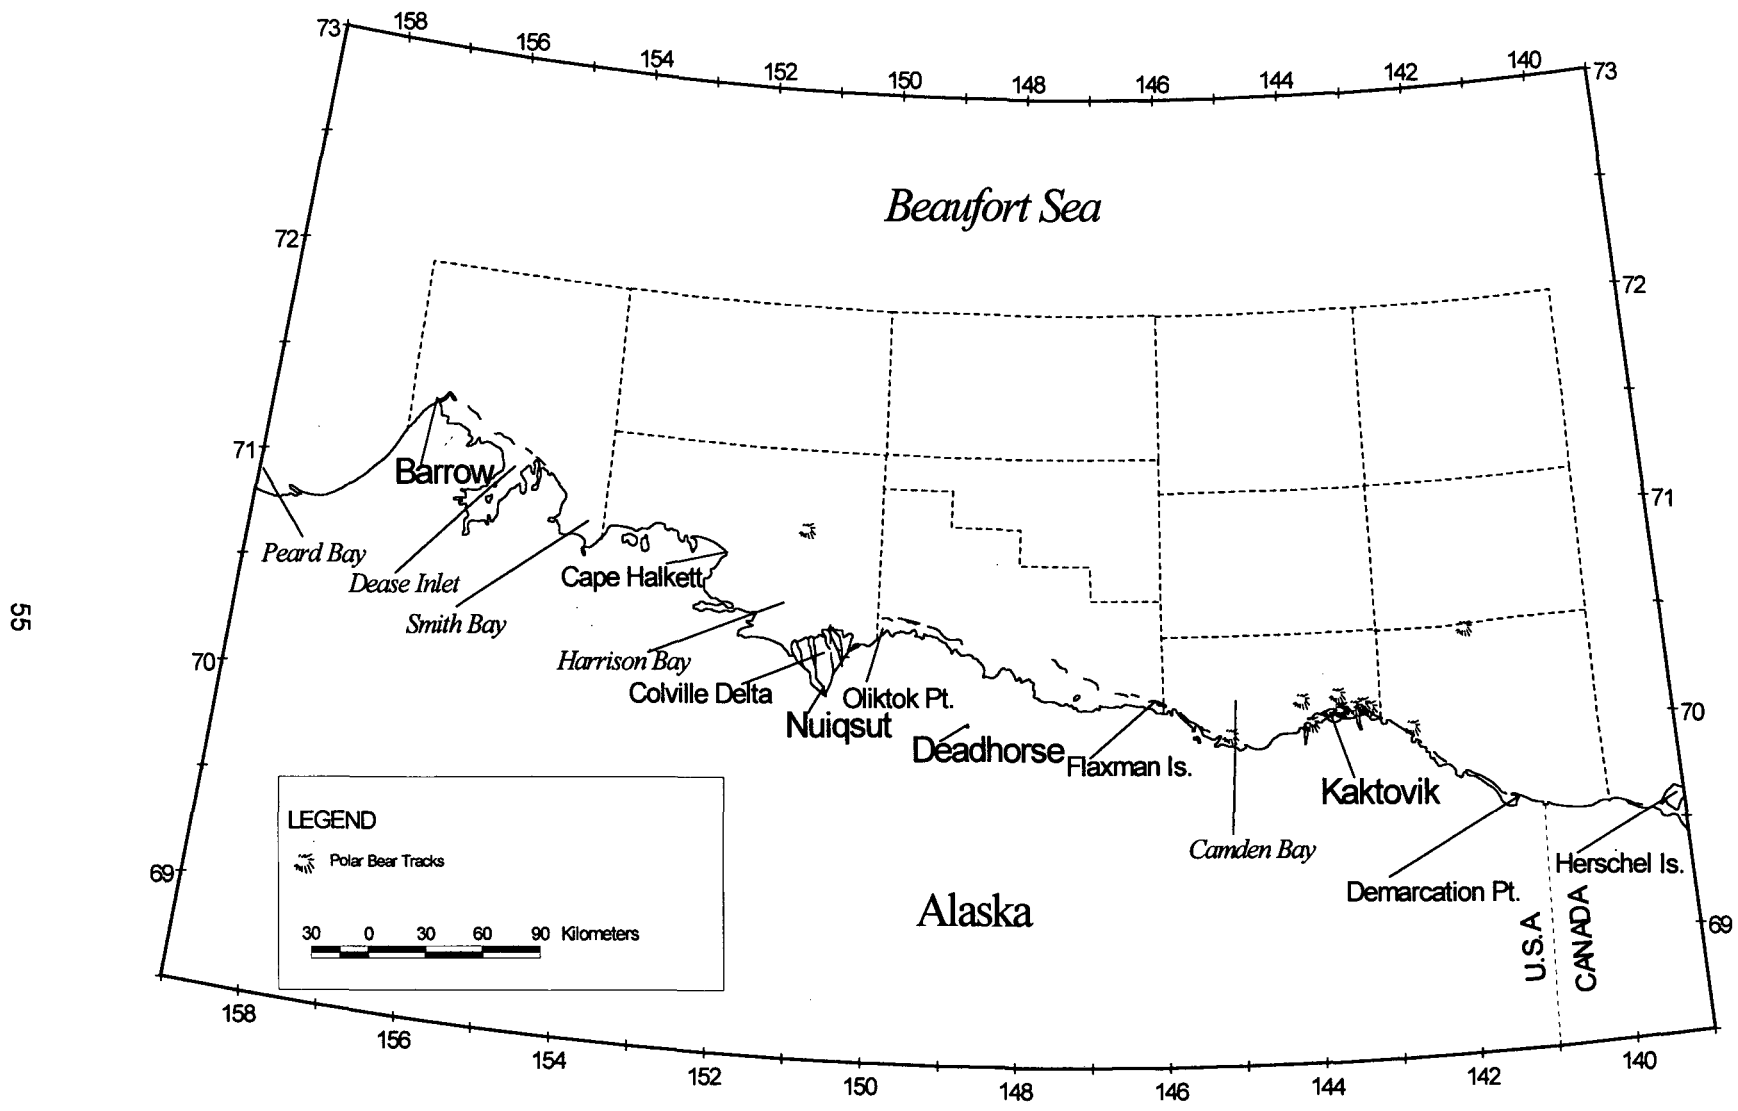 158
73
156
154
152
150
148
146
144
142
140
73
Beaufort Sea
72
72
71
Barrow
71
Peard Bay
Dease Inlet
Cape Halkett
Smith Bay
55
Harrison Bay
70
Colville Delta
Oliktok Pt.
Nuiqsut
70
Deadhorse
Flaxman Is.
Kaktovik
LEGEND
Polar Bear Tracks
Camden Bay
Herschel Is.
69
Demarcation Pt.
Alaska
69
30 0 30 60 90 Kilometers
U.S.A
CANADA
158
156
154
152
150
148
146
144
142
140